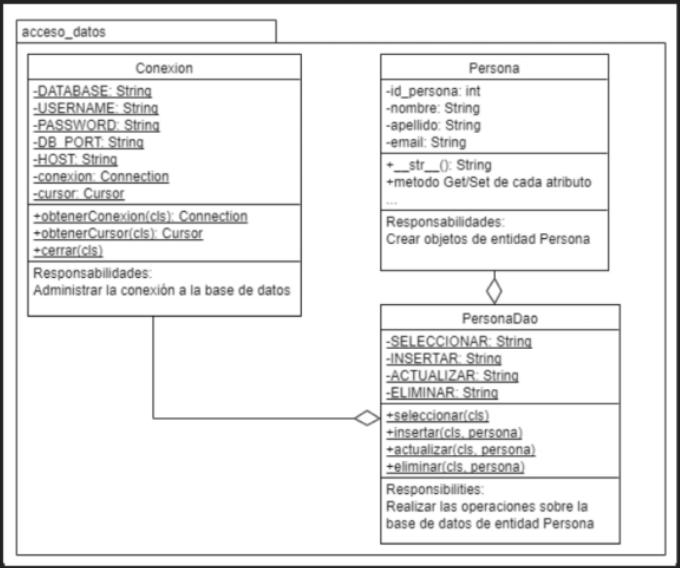 acceso_datos
Conexion
-DATABASE: String
-USERNAME: String
-PASSWORD: String
-DB_PORT: String
-HOST: String
-conexion: Connection
-cursor: Cursor
+obtenerConexion(cls): Connection
+obtenerCursor(cls): Cursor
+cerrar(cls)
Responsabilidades:
Administrar la conexión a la base de datos
Persona
-id_persona: int
-nombre: String
-apellido: String
-email: String
+__str__(): String
+metodo Get/Set de cada atributo
...
Responsabilidades:
Crear objetos de entidad Persona
PersonaDao
-SELECCIONAR: String
-INSERTAR: String
-ACTUALIZAR: String
-ELIMINAR: String
+seleccionar(cls)
+insertar(cls, persona)
+actualizar(cls, persona)
+eliminar(cls, persona)
Responsibilities:
Realizar las operaciones sobre la
base de datos de entidad Persona